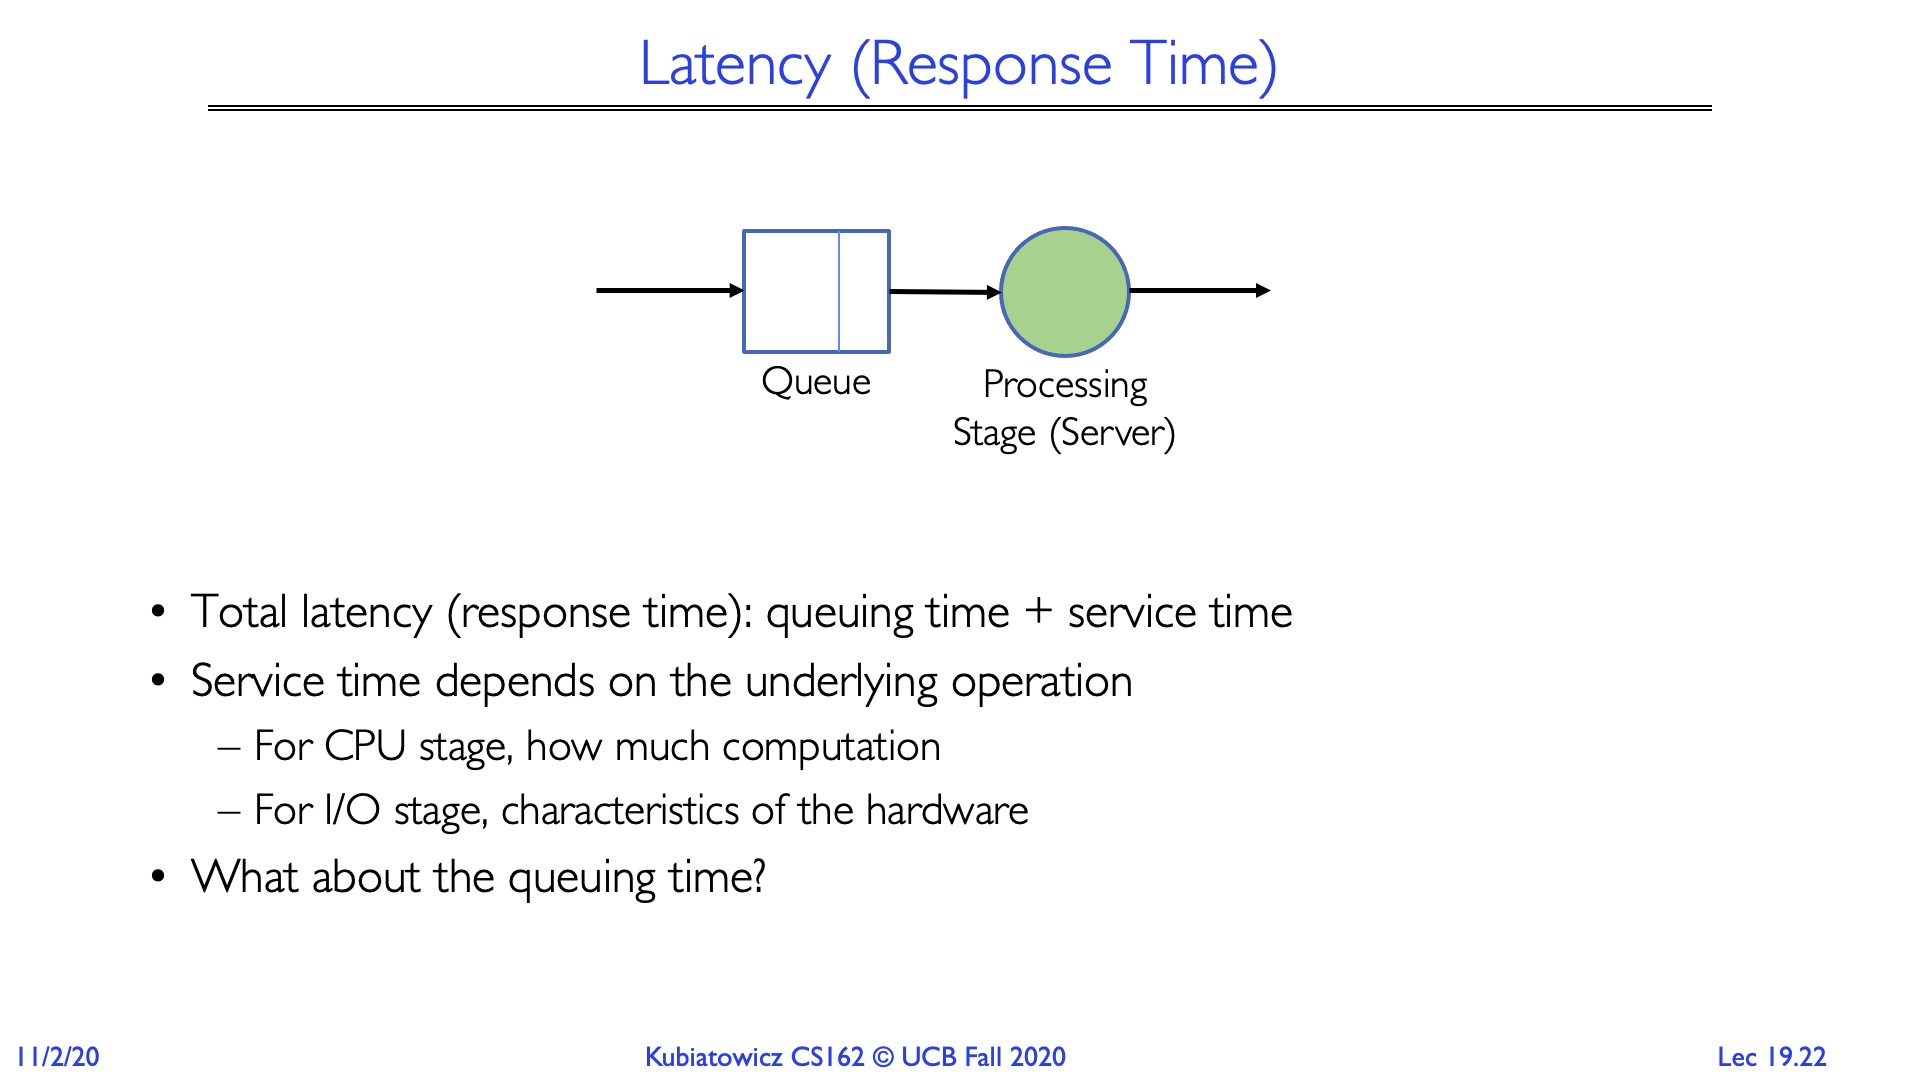 Latency (Response Time)
Queue
Processing
Stage (Server)
• Total latency (response time): queuing time + service time
• Service time depends on the underlying operation
– For CPU stage, how much computation
– For I/O stage, characteristics of the hardware
• What about the queuing time?
11/2/20
Kubiatowicz CS162 © UCB Fall 2020
Lec 19.22